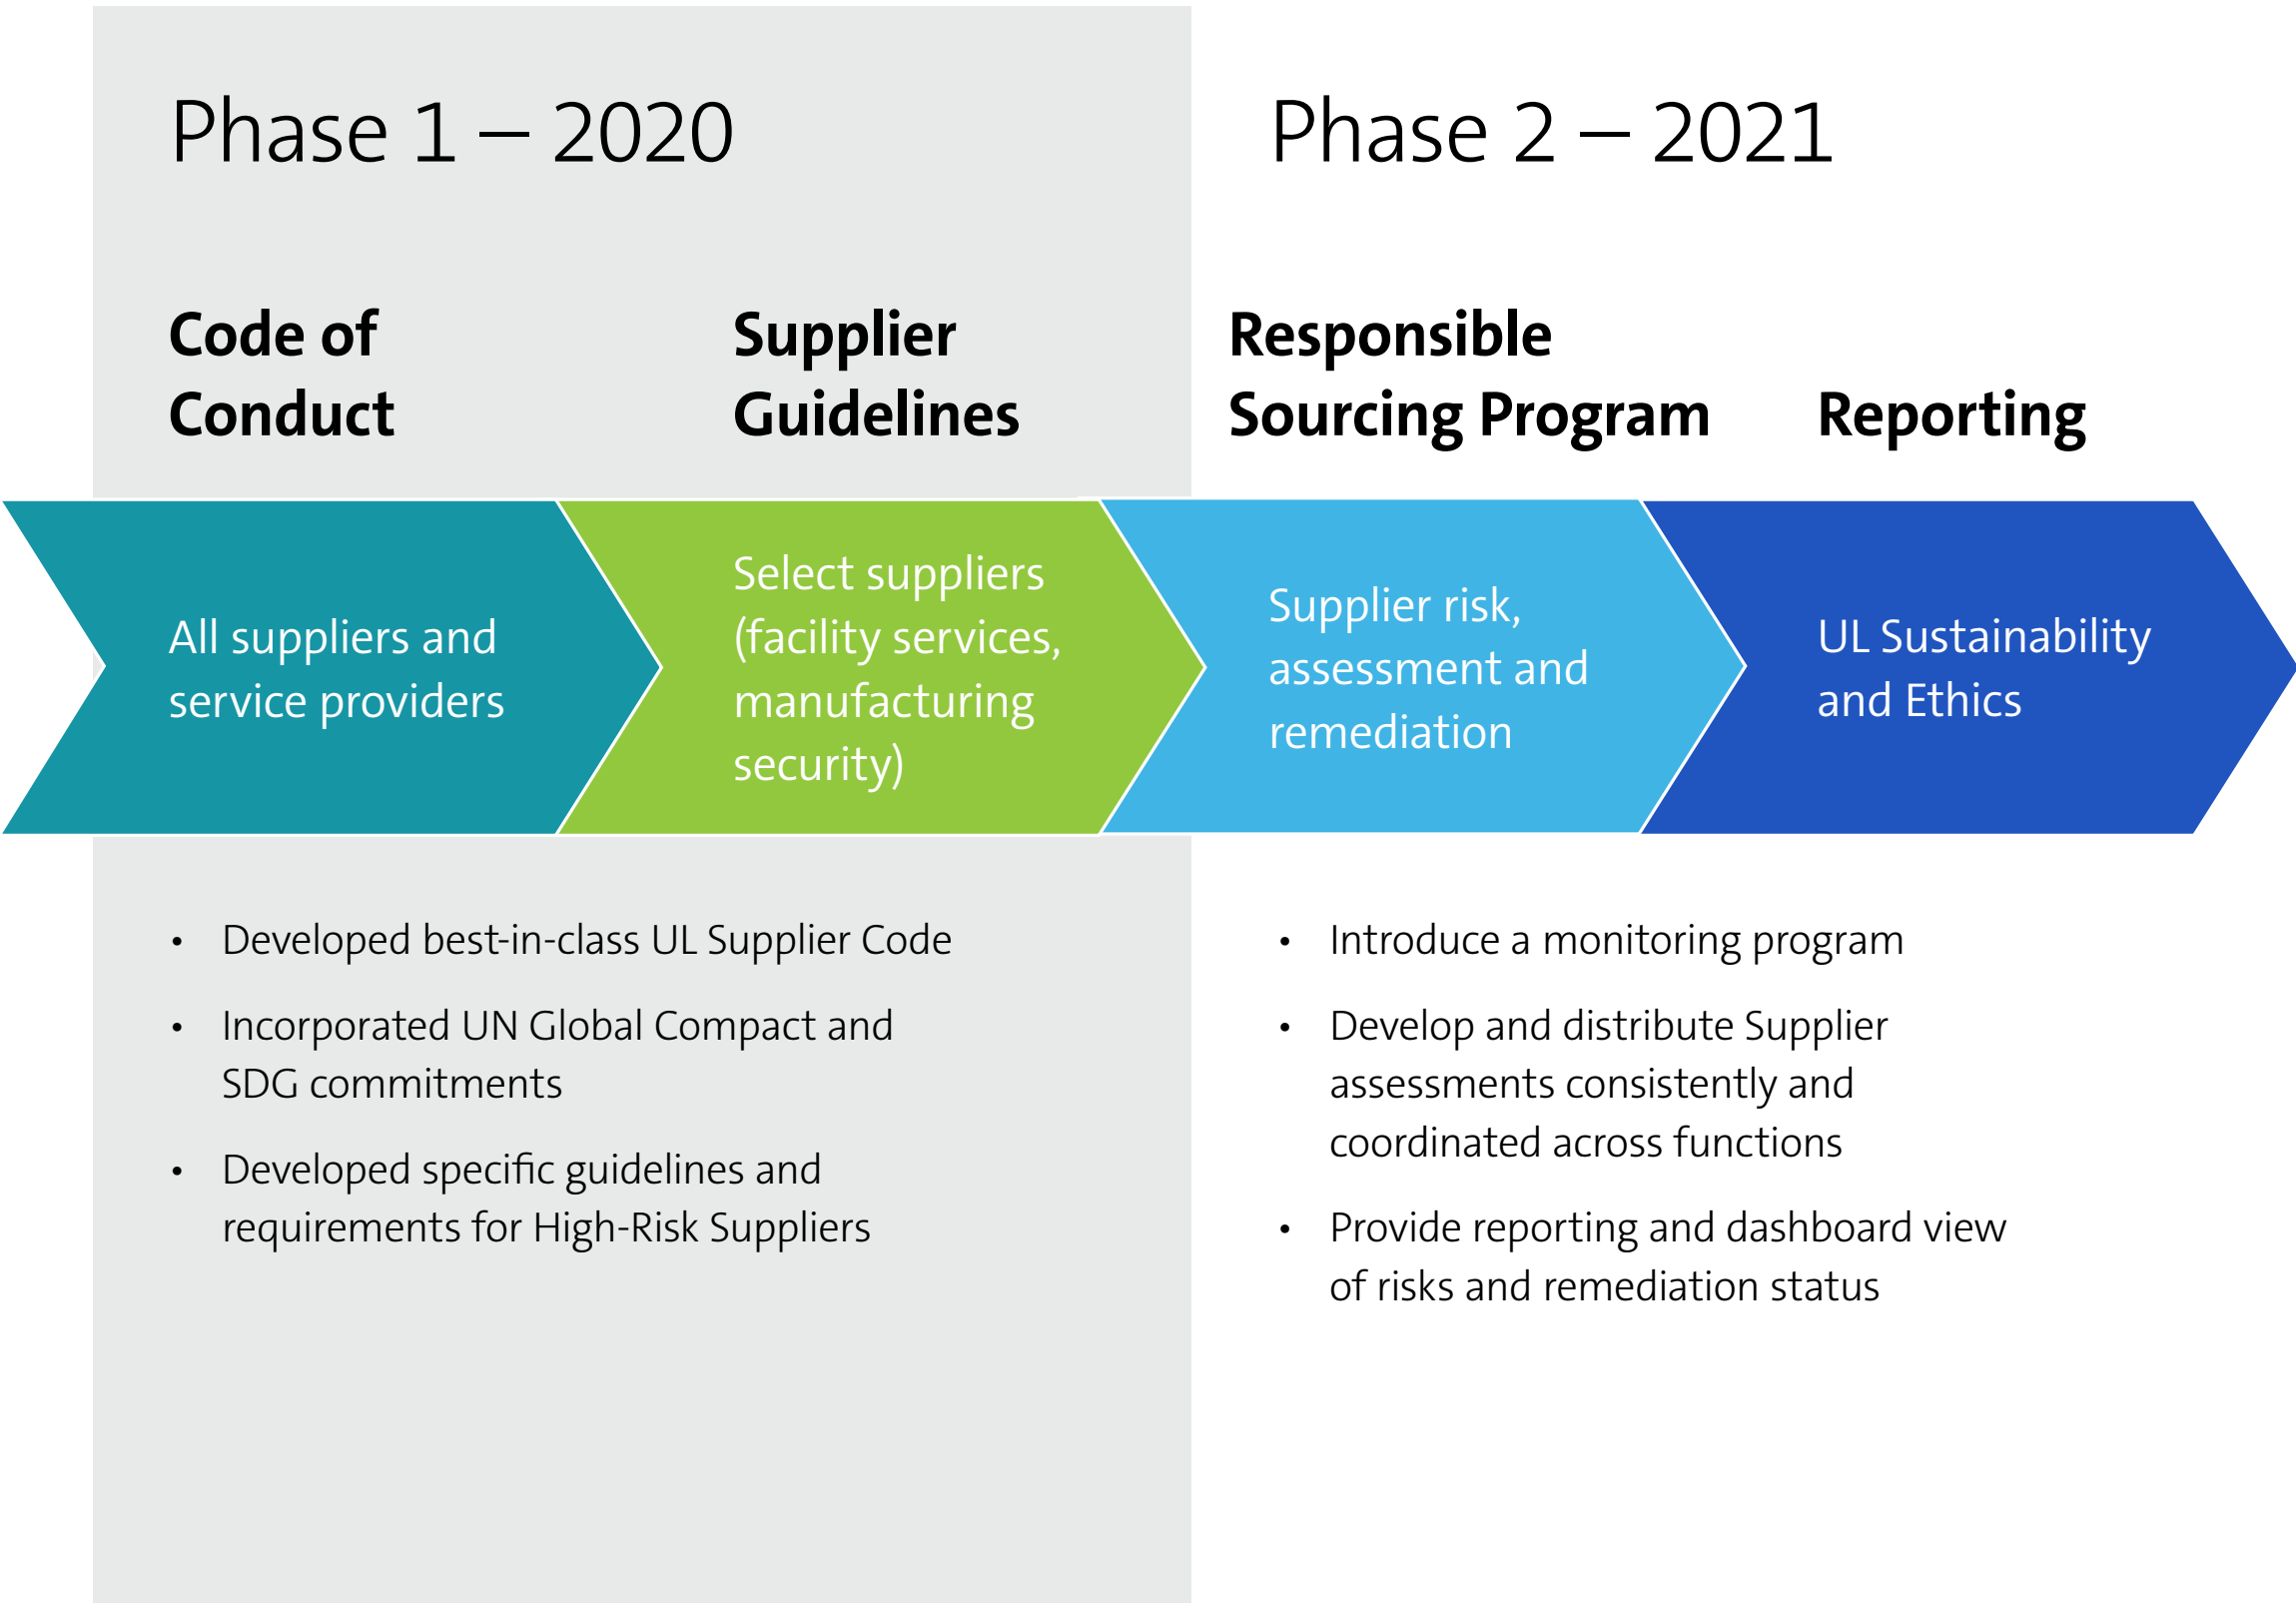 Phase 1 – 2020
Phase 2 – 2021
Code of
Conduct
Supplier
Guidelines
Responsible
Sourcing Program
Reporting
All suppliers and
service providers
Select suppliers
(facility services,
manufacturing
security)
Supplier risk,
assessment and
remediation
UL Sustainability
and Ethics
• Developed best-in-class UL Supplier Code
• Incorporated UN Global Compact and
SDG commitments
• Developed specific guidelines and
requirements for High-Risk Suppliers
• Introduce a monitoring program
• Develop and distribute Supplier
assessments consistently and
coordinated across functions
• Provide reporting and dashboard view
of risks and remediation status